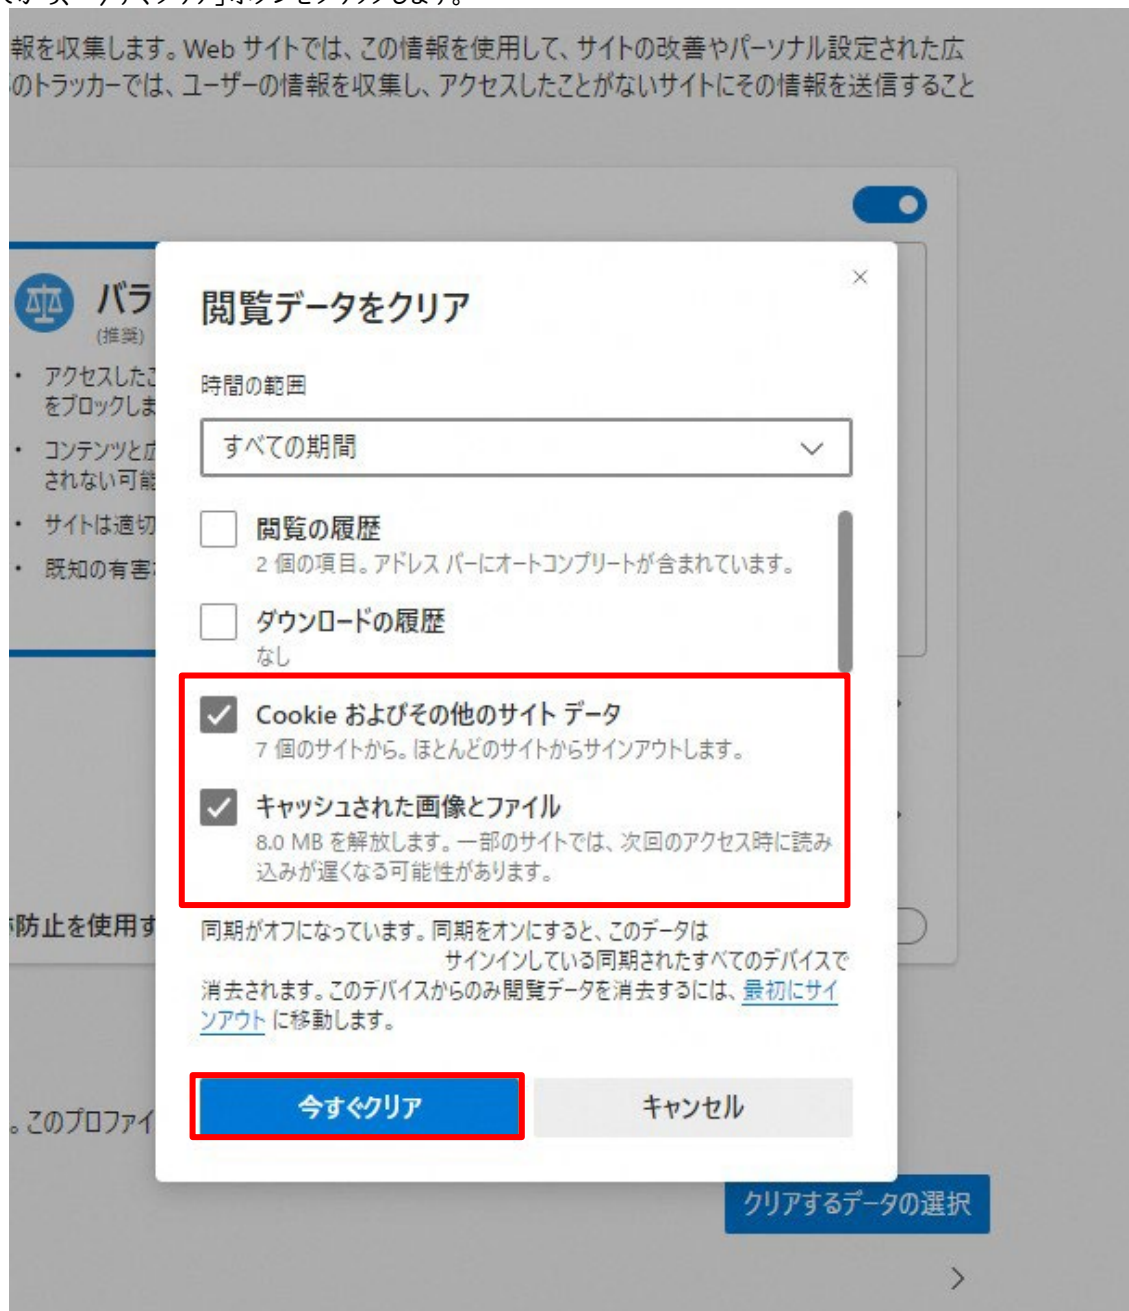 報を収集します。Web サイトでは、この情報を使用して、サイトの改善やパーソナル設定された広
のトラッカーでは、ユーザーの情報を収集し、アクセスしたことがないサイトにその情報を送信すること
バラ
(推奨)
• アクセスしたこ
をブロックしま
• コンテンツと広
されない可能
• サイトは適切
• 既知の有害な
閲覧データをクリア
×
時間の範囲
すべての期間
閲覧の履歴
2 個の項目。アドレス バーにオートコンプリートが含まれています。
ダウンロードの履歴
なし
Cookie およびその他のサイト データ
7 個のサイトから。ほとんどのサイトからサインアウトします。
キャッシュされた画像とファイル
8.0 MB を解放します。一部のサイトでは、次回のアクセス時に読み
込みが遅くなる可能性があります。
同期がオフになっています。同期をオンにすると、このデータは
サインインしている同期されたすべてのデバイスで
消去されます。このデバイスからのみ閲覧データを消去するには、最初にサイ
ンアウト に移動します。
今すぐクリア
キャンセル
防止を使用す
。このプロファイ
クリアするデータの選択